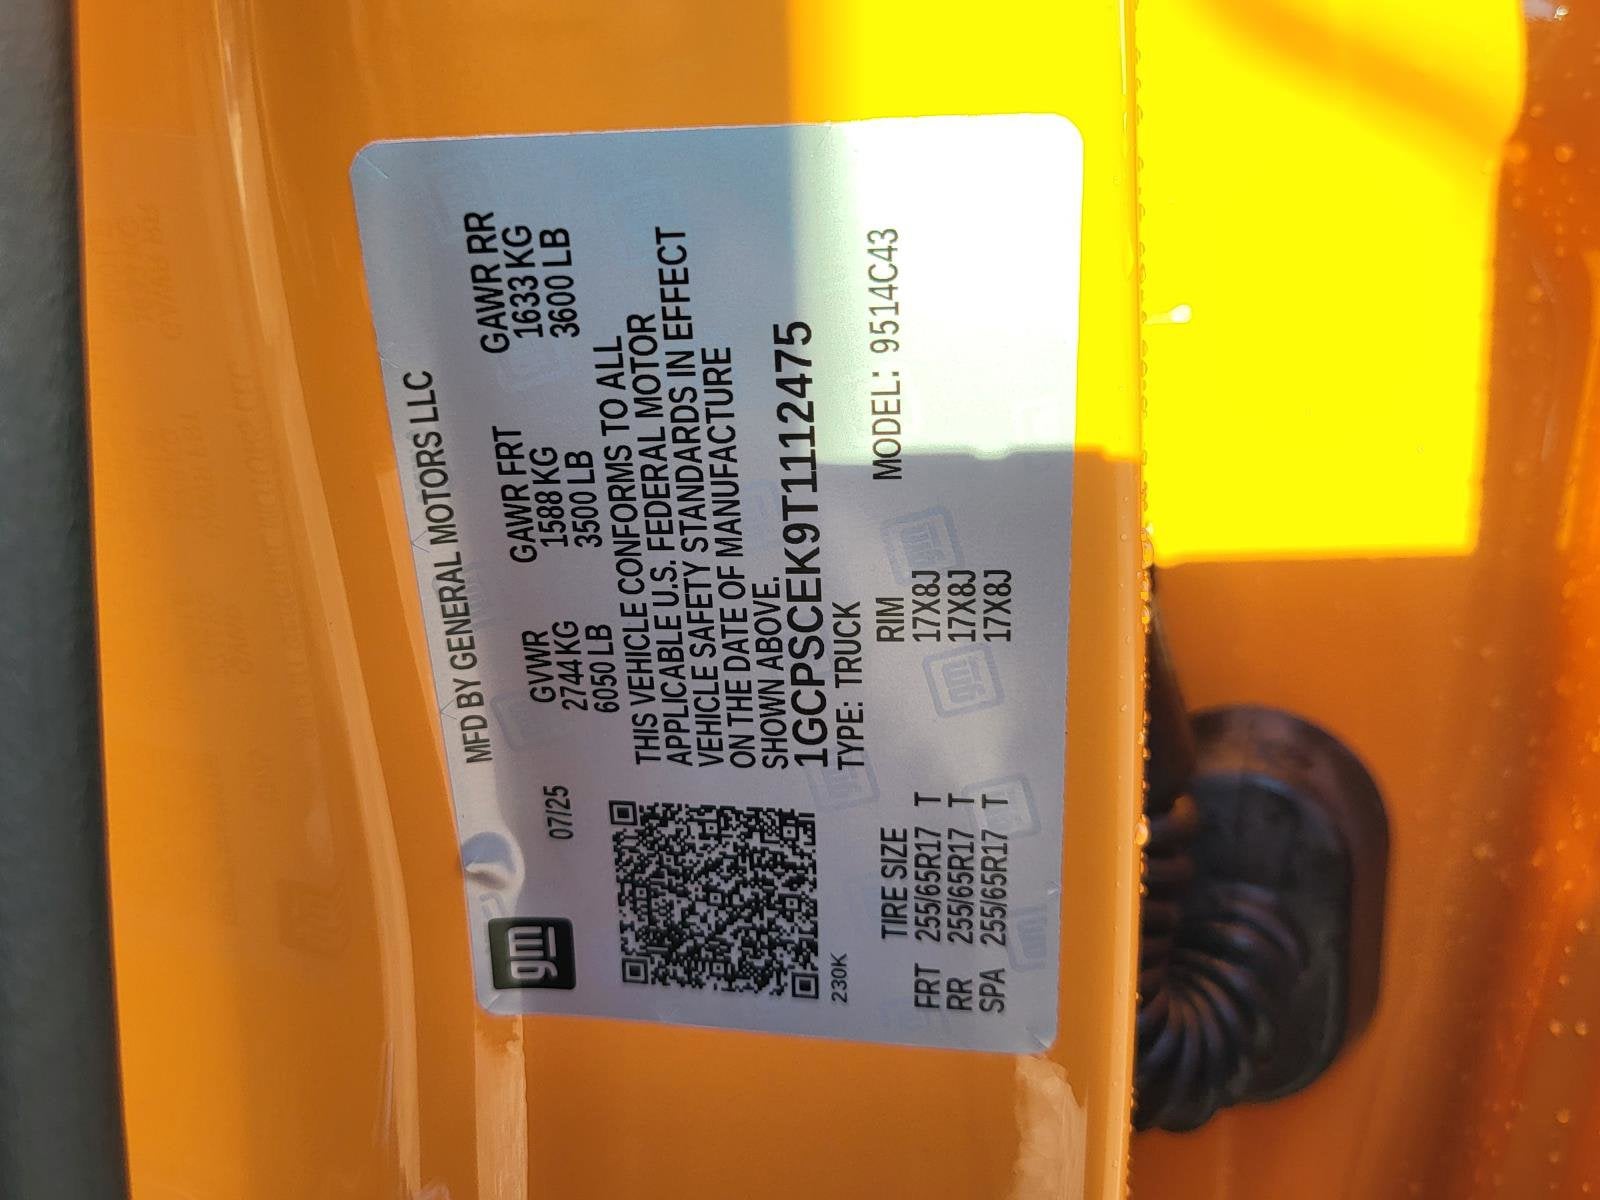 MFD BY GENERAL MOTORS LLC
gm
07/25
GVWR GAWR FRT GAWR RR
2744 KG 1588 KG 1633 KG
6050 LB 3500 LB 3600 LB
THIS VEHICLE CONFORMS TO ALL
APPLICABLE U.S. FEDERAL MOTOR
VEHICLE SAFETY STANDARDS IN EFFECT
ON THE DATE OF MANUFACTURE
SHOWN ABOVE.
1GCPSCEK9T1112475
TYPE: TRUCK
230K
MODEL: 9514C43
TIRE SIZE RIM
FRT 255/65R17 T 17X8J
RR 255/65R17 T 17X8J
SPA 255/65R17 T 17X8J